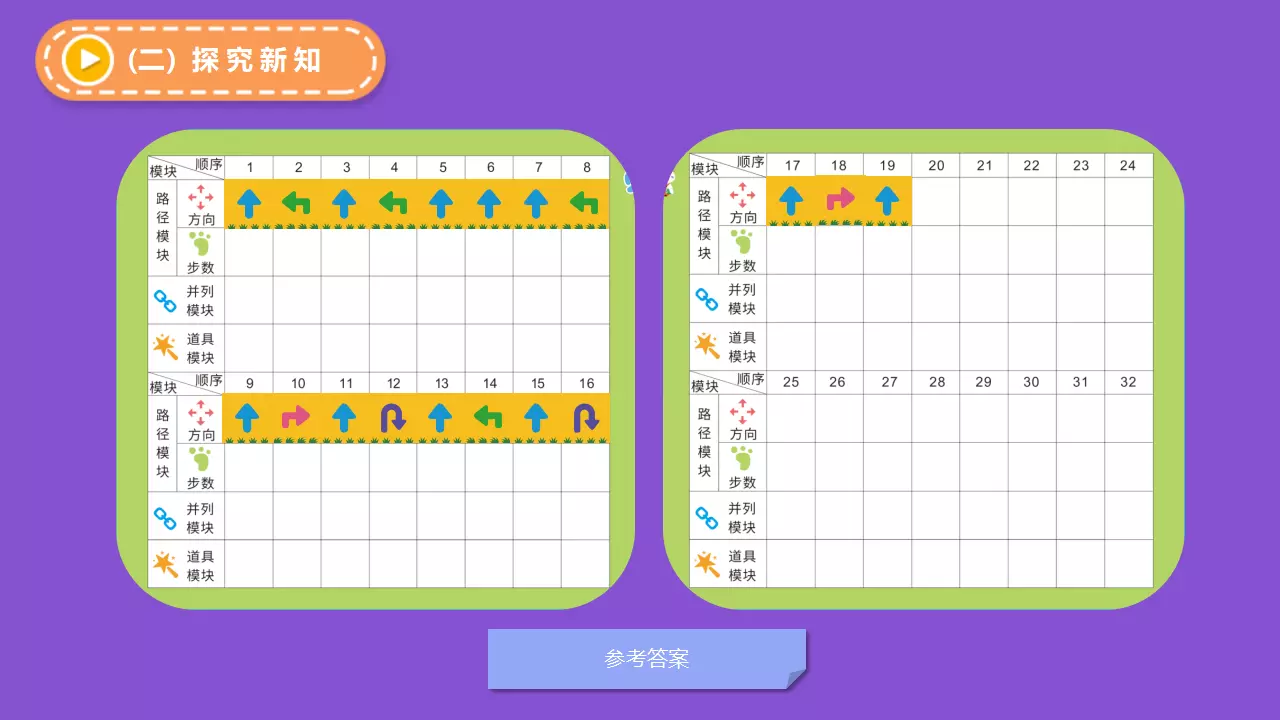 (二) 探究新知
模块 顺序 1 2 3 4 5 6 7 8
路径模块 方向
步数
并列模块
道具模块
模块 顺序 9 10 11 12 13 14 15 16
路径模块 方向
步数
并列模块
道具模块
模块 顺序 17 18 19 20 21 22 23 24
路径模块 方向
步数
并列模块
道具模块
模块 顺序 25 26 27 28 29 30 31 32
路径模块 方向
步数
并列模块
道具模块
参考答案